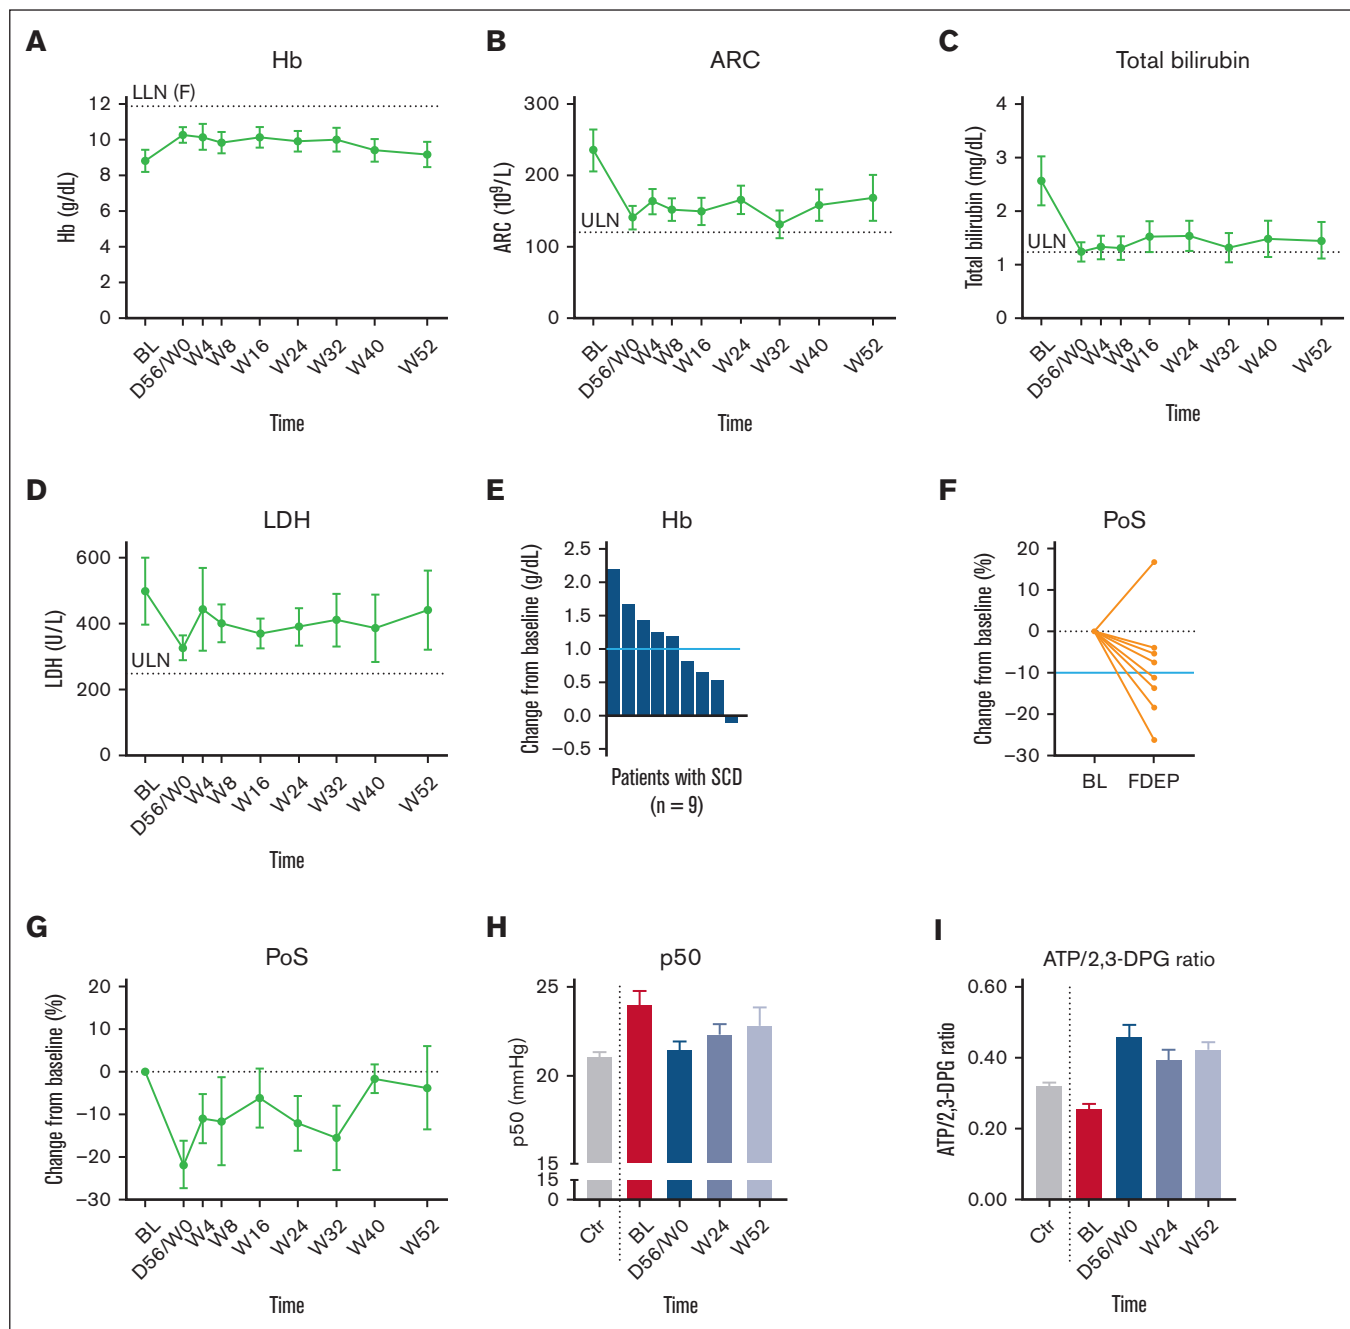 A
Hb
LLN (F)
12
10
8
6
4
2
0
Hb (g/dL)
BL
D56/W0
W4
W8
W16
W24
W32
W40
W52
Time
B
ARC
300
200
ULN
100
0
ARC (10⁹/L)
BL
D56/W0
W4
W8
W16
W24
W32
W40
W52
Time
C
Total bilirubin
4
3
2
ULN
1
0
Total bilirubin (mg/dL)
BL
D56/W0
W4
W8
W16
W24
W32
W40
W52
Time
D
LDH
600
400
ULN
200
0
LDH (U/L)
BL
D56/W0
W4
W8
W16
W24
W32
W40
W52
Time
E
Hb
2.5
2.0
1.5
1.0
0.5
0.0
−0.5
Change from baseline (g/dL)
Patients with SCD
(n = 9)
F
PoS
20
10
0
−10
−20
−30
Change from baseline (%)
BL FDEP
G
PoS
20
10
0
−10
−20
−30
Change from baseline (%)
BL
D56/W0
W4
W8
W16
W24
W32
W40
W52
Time
H
p50
25
20
15
15
0
p50 (mmHg)
Ctr
BL
D56/W0
W24
W52
Time
I
ATP/2,3-DPG ratio
0.60
0.40
0.20
0.00
ATP/2,3-DPG ratio
Ctr
BL
D56/W0
W24
W52
Time